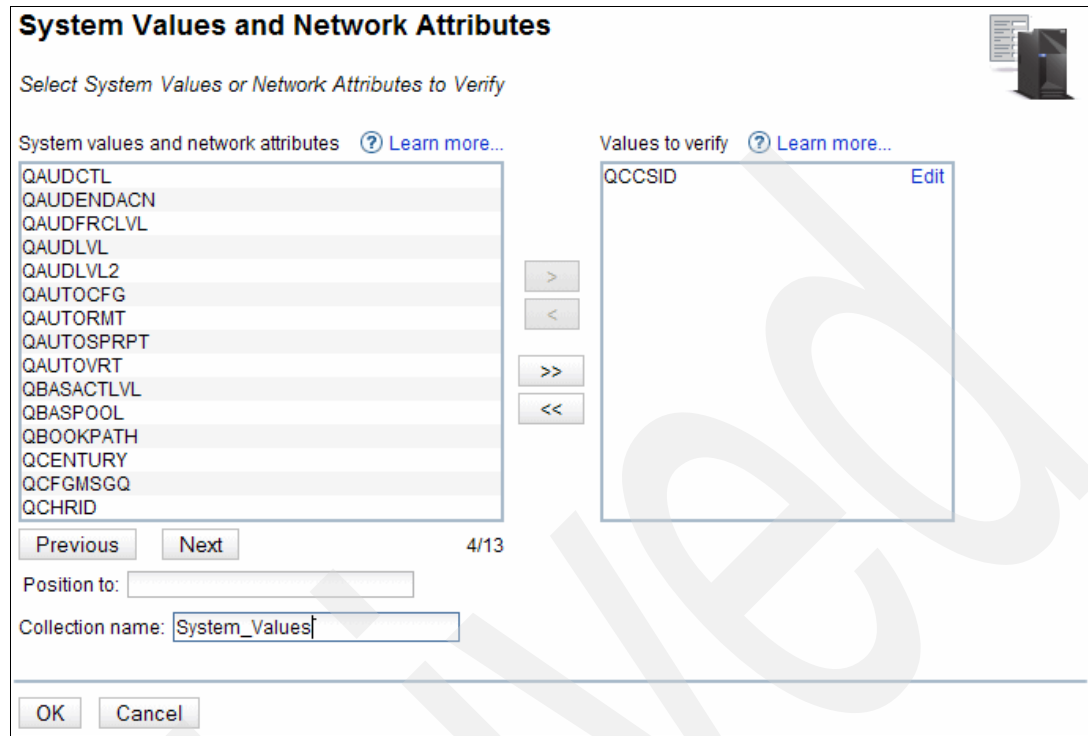 System Values and Network Attributes
Select System Values or Network Attributes to Verify
System values and network attributes ? Learn more...
Values to verify ? Learn more...
QAUDCTL
QAUDENDACN
QAUDFRCLVL
QAUDLVL
QAUDLVL2
QAUTOCFG
QAUTORMT
QAUTOSPRPT
QAUTOVRT
QBASACTLVL
QBASPOOL
QBOOKPATH
QCENTURY
QCFGMSGQ
QCHRID
>
<
>>
<<
QCCSID Edit
Previous Next 4/13
Position to:
Collection name: System_Values
OK Cancel